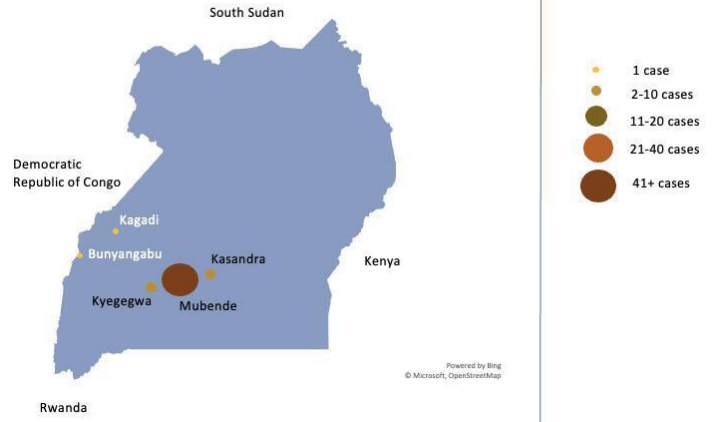 South Sudan
1 case
2-10 cases
11-20 cases
21-40 cases
41+ cases
Democratic
Republic of Congo
Kagadi
Bunyangabu
Kasandra
Kenya
Kyegegwa
Mubende
Powered by Bing
© Microsoft, OpenStreetMap
Rwanda